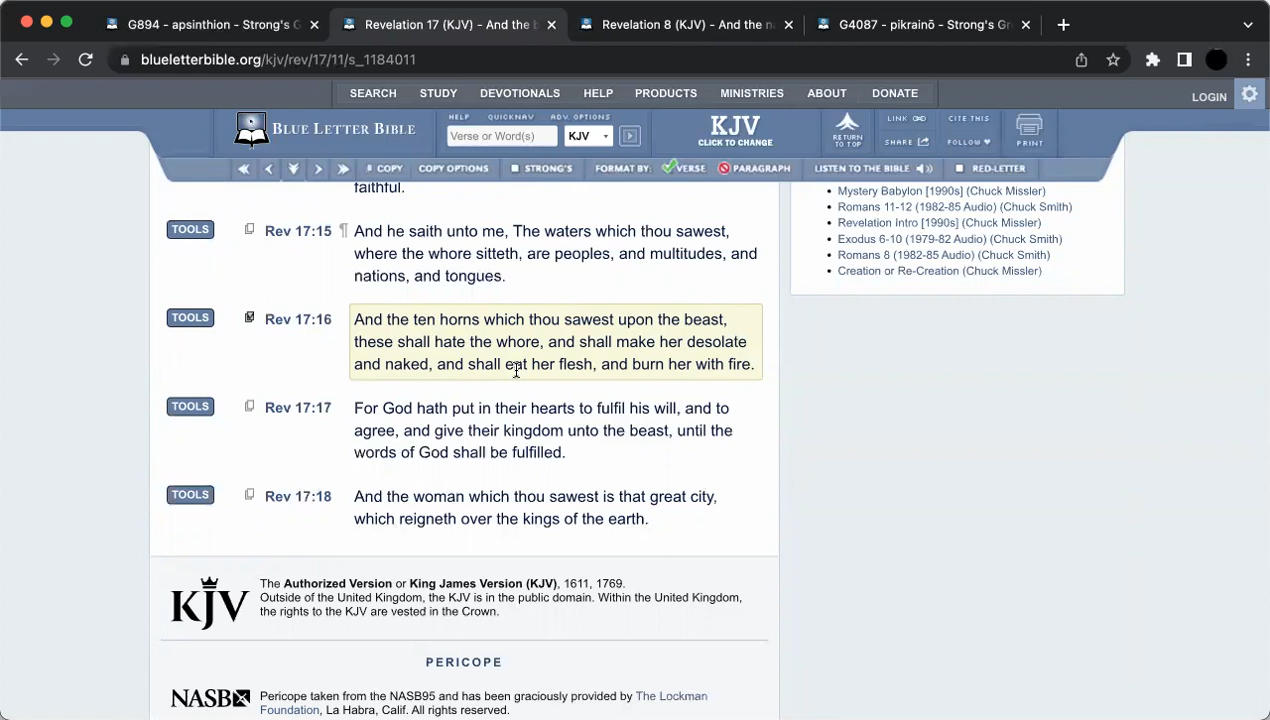 G894 - apsinthion - Strong's G
Revelation 17 (KJV) - And the b
Revelation 8 (KJV) - And the n
G4087 - pikrainō - Strong's Gr
blueletterbible.org/kjv/rev/17/11/s_1184011
SEARCH STUDY DEVOTIONALS HELP PRODUCTS MINISTRIES ABOUT DONATE
LOGIN
HELP QUICKNAV ADV. OPTIONS
BLUE LETTER BIBLE
Verse or Word(s)
KJV
KJV
CLICK TO CHANGE
RETURN
TO TOP
LINK
SHARE
CITE THIS
FOLLOW
PRINT
COPY COPY OPTIONS STRONG'S FORMAT BY: VERSE PARAGRAPH LISTEN TO THE BIBLE RED-LETTER
faithful.
TOOLS Rev 17:15 ¶ And he saith unto me, The waters which thou sawest,
where the whore sitteth, are peoples, and multitudes, and
nations, and tongues.
TOOLS Rev 17:16 And the ten horns which thou sawest upon the beast,
these shall hate the whore, and shall make her desolate
and naked, and shall eat her flesh, and burn her with fire.
TOOLS Rev 17:17 For God hath put in their hearts to fulfil his will, and to
agree, and give their kingdom unto the beast, until the
words of God shall be fulfilled.
TOOLS Rev 17:18 And the woman which thou sawest is that great city,
which reigneth over the kings of the earth.
• Mystery Babylon [1990s] (Chuck Missler)
• Romans 11-12 (1982-85 Audio) (Chuck Smith)
• Revelation Intro [1990s] (Chuck Missler)
• Exodus 6-10 (1979-82 Audio) (Chuck Smith)
• Romans 8 (1982-85 Audio) (Chuck Smith)
• Creation or Re-Creation (Chuck Missler)
KJV
The Authorized Version or King James Version (KJV), 1611, 1769.
Outside of the United Kingdom, the KJV is in the public domain. Within the United Kingdom,
the rights to the KJV are vested in the Crown.
PERICOPE
NASB
Pericope taken from the NASB95 and has been graciously provided by The Lockman
Foundation, La Habra, Calif. All rights reserved.